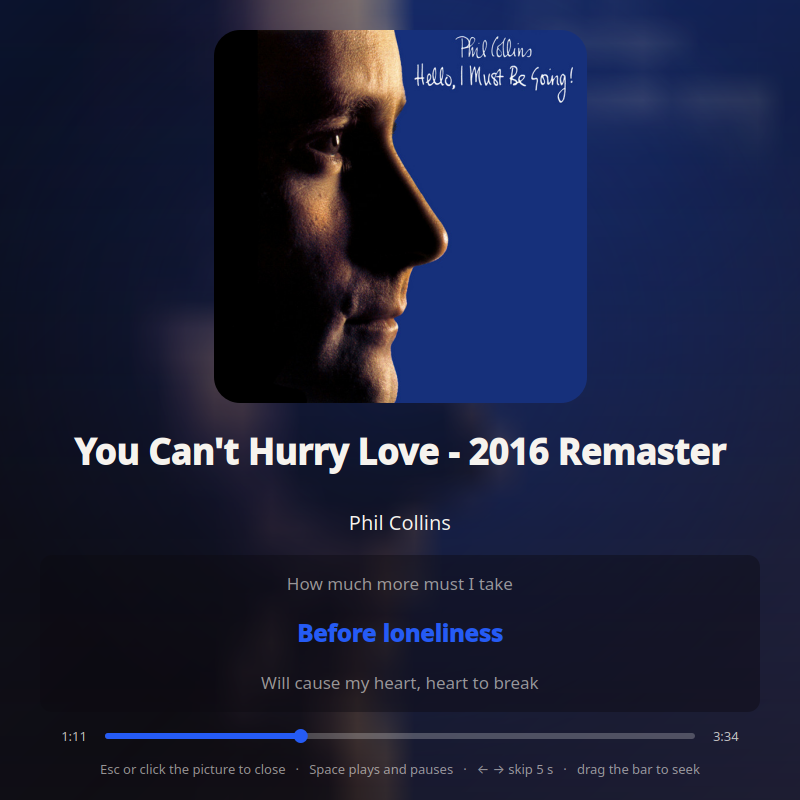 Phil Collins
Hello, I Must Be Going!
You Can't Hurry Love - 2016 Remaster
Phil Collins
How much more must I take
Before loneliness
Will cause my heart, heart to break
1:11 3:34
Esc or click the picture to close · Space plays and pauses · ← → skip 5 s · drag the bar to seek